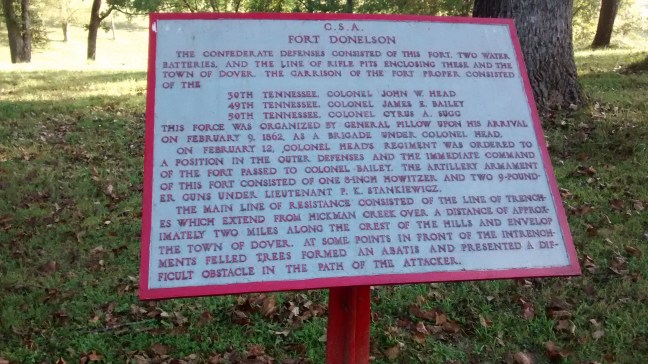 C.S.A.
FORT DONELSON
THE CONFEDERATE DEFENSES CONSISTED OF THIS FORT, TWO WATER
BATTERIES, AND THE LINE OF RIFLE PITS ENCLOSING THESE AND THE
TOWN OF DOVER. THE GARRISON OF THE FORT PROPER CONSISTED
OF THE
30TH TENNESSEE, COLONEL JOHN W. HEAD
49TH TENNESSEE, COLONEL JAMES E. BAILEY
50TH TENNESSEE, COLONEL CYRUS A. SUGG
THIS FORCE WAS ORGANIZED BY GENERAL PILLOW UPON HIS ARRIVAL
ON FEBRUARY 9, 1862, AS A BRIGADE UNDER COLONEL HEAD.
ON FEBRUARY 12, COLONEL HEAD'S REGIMENT WAS ORDERED TO
A POSITION IN THE OUTER DEFENSES AND THE IMMEDIATE COMMAND
OF THE FORT PASSED TO COLONEL BAILEY. THE ARTILLERY ARMAMENT
OF THIS FORT CONSISTED OF ONE 8-INCH HOWITZER AND TWO 9-POUND-
ER GUNS UNDER LIEUTENANT P. K. STANKIEWICZ.
THE MAIN LINE OF RESISTANCE CONSISTED OF THE LINE OF TRENCH-
ES WHICH EXTEND FROM HICKMAN CREEK OVER A DISTANCE OF APPROX-
IMATELY TWO MILES ALONG THE CREST OF THE HILLS AND ENVELOP
THE TOWN OF DOVER. AT SOME POINTS IN FRONT OF THE INTRENCH-
MENTS FELLED TREES FORMED AN ABATIS AND PRESENTED A DIF-
FICULT OBSTACLE IN THE PATH OF THE ATTACKER.